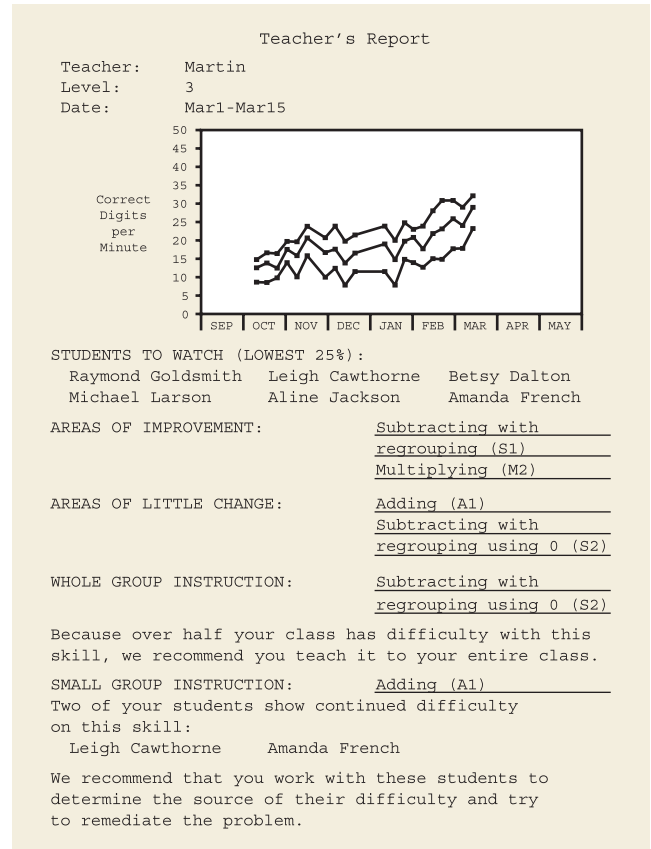 Teacher's Report
Teacher: Martin
Level: 3
Date: Mar1-Mar15
50
45
40
35
30
25
20
15
10
5
0
Correct
Digits
per
Minute
SEP OCT NOV DEC JAN FEB MAR APR MAY
STUDENTS TO WATCH (LOWEST 25%):
Raymond Goldsmith Leigh Cawthorne Betsy Dalton
Michael Larson Aline Jackson Amanda French
AREAS OF IMPROVEMENT: Subtracting with
regrouping (S1)
Multiplying (M2)
AREAS OF LITTLE CHANGE: Adding (A1)
Subtracting with
regrouping using 0 (S2)
WHOLE GROUP INSTRUCTION: Subtracting with
regrouping using 0 (S2)
Because over half your class has difficulty with this
skill, we recommend you teach it to your entire class.
SMALL GROUP INSTRUCTION: Adding (A1)
Two of your students show continued difficulty
on this skill:
Leigh Cawthorne Amanda French
We recommend that you work with these students to
determine the source of their difficulty and try
to remediate the problem.